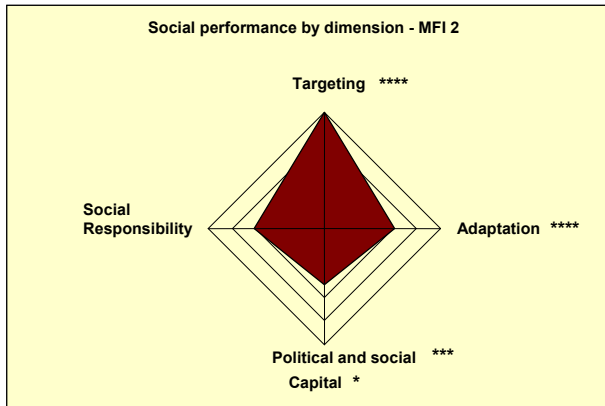 Social performance by dimension - MFI 2
Targeting ****
Social
Responsibility
Adaptation ****
Political and social ***
Capital *